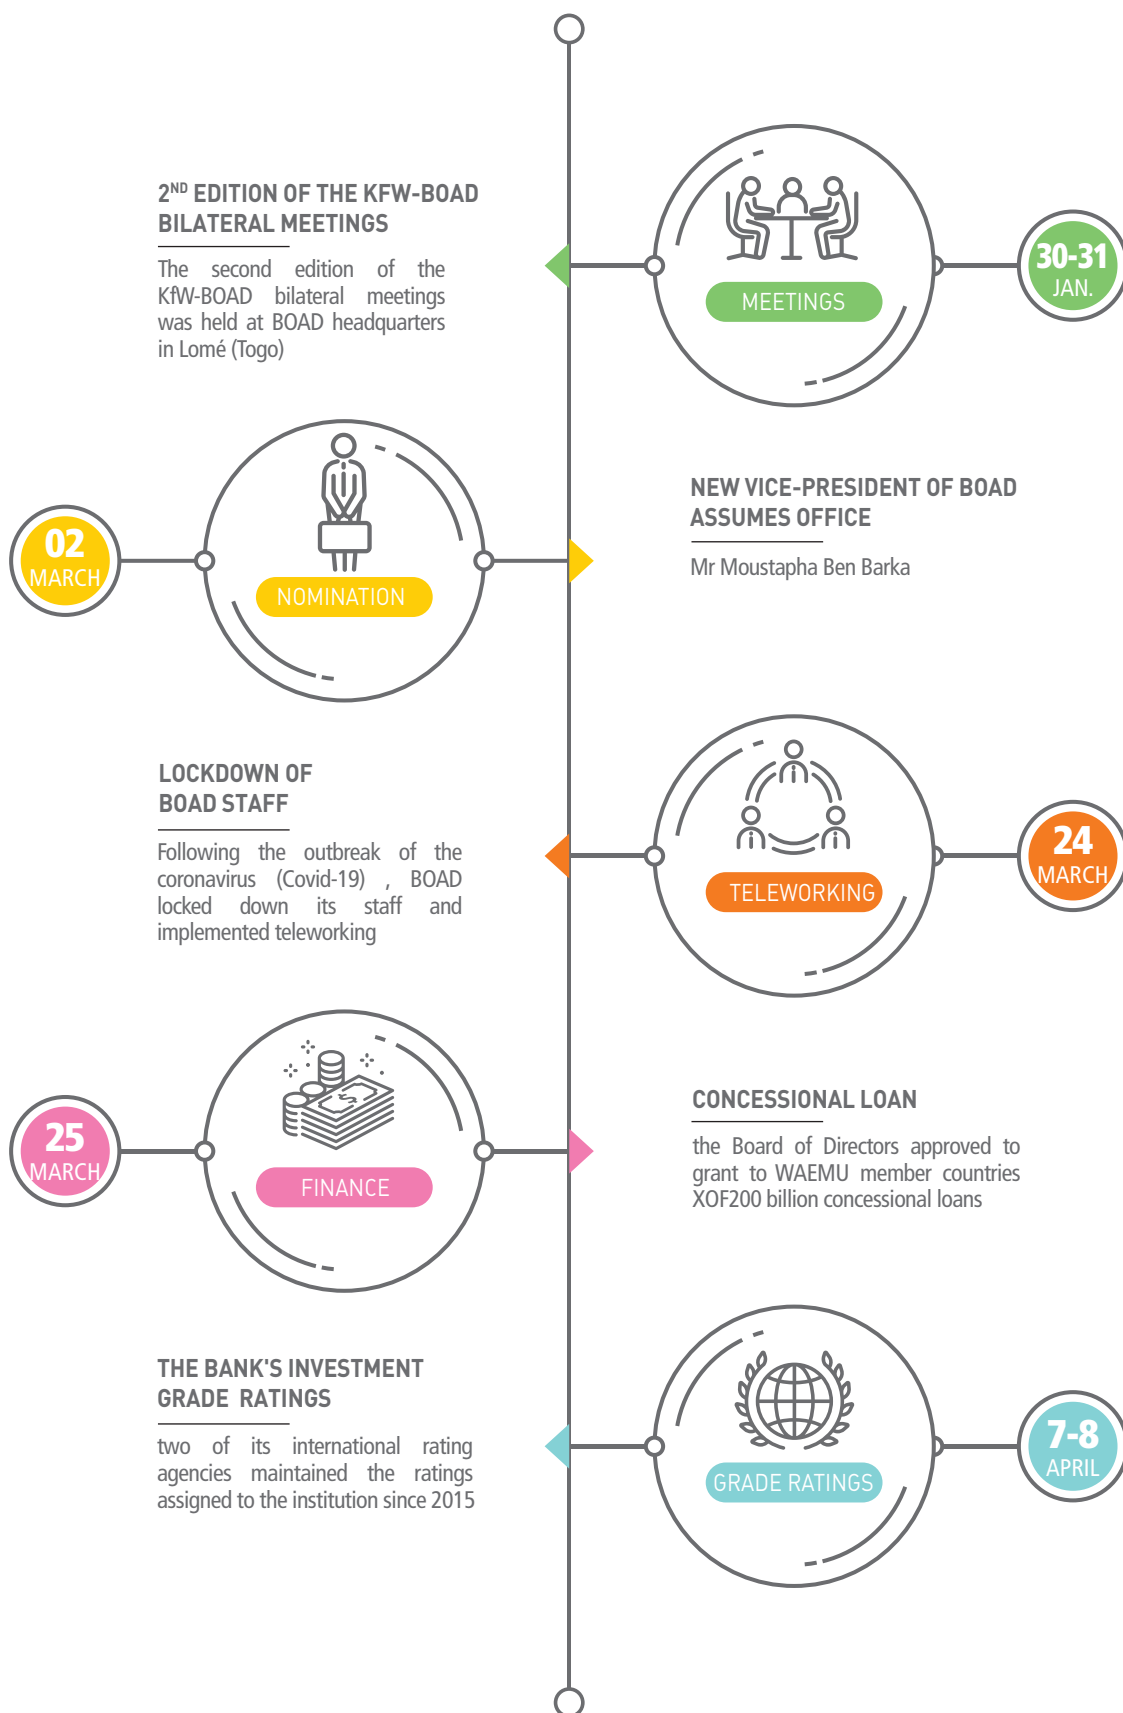 2ND EDITION OF THE KFW-BOAD
BILATERAL MEETINGS
The second edition of the
KfW-BOAD bilateral meetings
was held at BOAD headquarters
in Lomé (Togo)
MEETINGS
30-31
JAN.
02
MARCH
NOMINATION
NEW VICE-PRESIDENT OF BOAD
ASSUMES OFFICE
Mr Moustapha Ben Barka
LOCKDOWN OF
BOAD STAFF
Following the outbreak of the
coronavirus (Covid-19) , BOAD
locked down its staff and
implemented teleworking
TELEWORKING
24
MARCH
25
MARCH
FINANCE
CONCESSIONAL LOAN
the Board of Directors approved to
grant to WAEMU member countries
XOF200 billion concessional loans
THE BANK'S INVESTMENT
GRADE RATINGS
two of its international rating
agencies maintained the ratings
assigned to the institution since 2015
GRADE RATINGS
7-8
APRIL